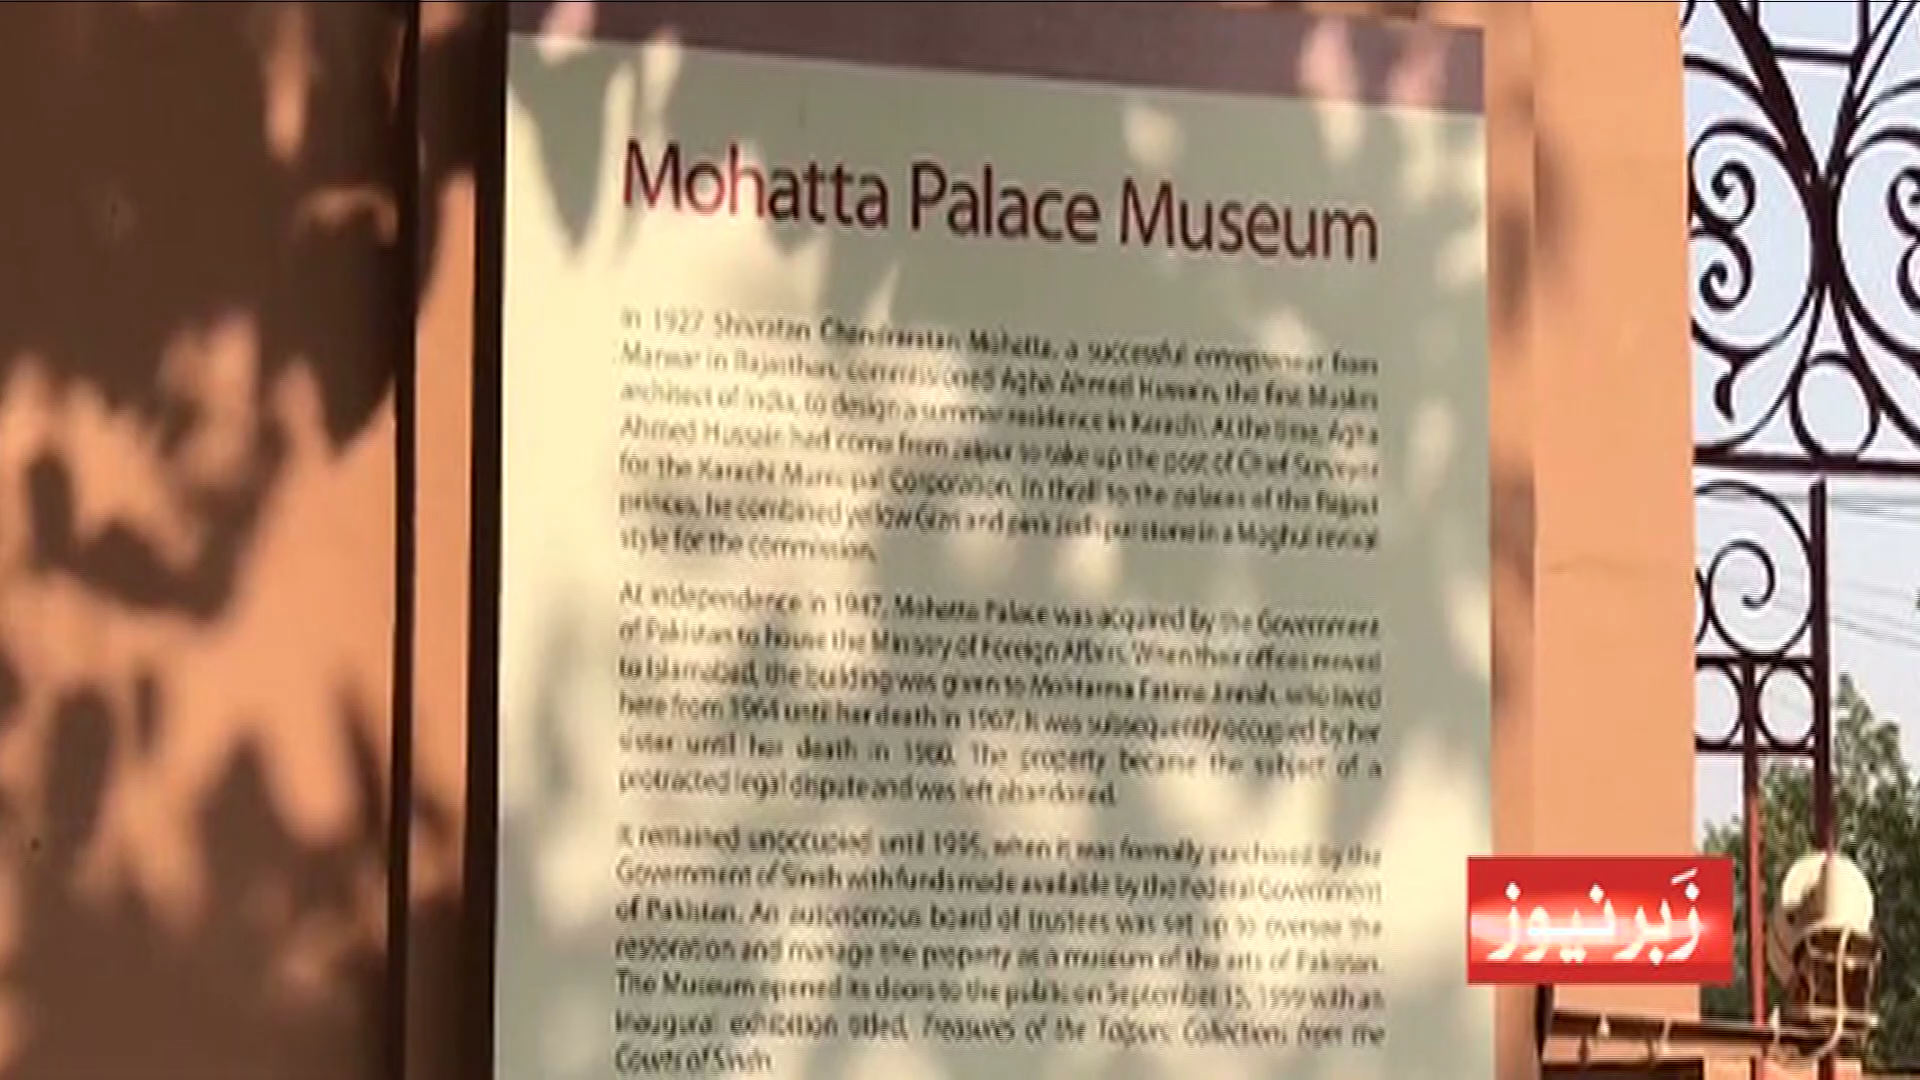 Mohatta Palace Museum
In 1927 Shivratan Chandraratan Mohatta, a successful entrepreneur from
Marwar in Rajasthan, commissioned Agha Ahmed Hussain, the first Muslim
architect of India, to design a summer residence in Karachi. At the time, Agha
Ahmed Hussain had come from Jaipur to take up the post of Chief Surveyor
for the Karachi Municipal Corporation. In thrall to the palaces of the Rajput
princes, he combined yellow Gizri and pink Jodhpur stone in a Moghul revival
style for the commission.
At independence in 1947, Mohatta Palace was acquired by the Government
of Pakistan to house the Ministry of Foreign Affairs. When their offices moved
to Islamabad, the building was given to Mohtarma Fatima Jinnah, who lived
here from 1964 until her death in 1967. It was subsequently occupied by her
sister until her death in 1980. The property became the subject of a
protracted legal dispute and was left abandoned.
It remained unoccupied until 1995, when it was formally purchased by the
Government of Sindh with funds made available by the Federal Government
of Pakistan. An autonomous board of trustees was set up to oversee the
restoration and manage the property as a museum of the arts of Pakistan.
The Museum opened its doors to the public on September 15, 1999 with an
inaugural exhibition titled, Treasures of the Talpurs: Collections from the
Courts of Sindh
زَبر نیوز